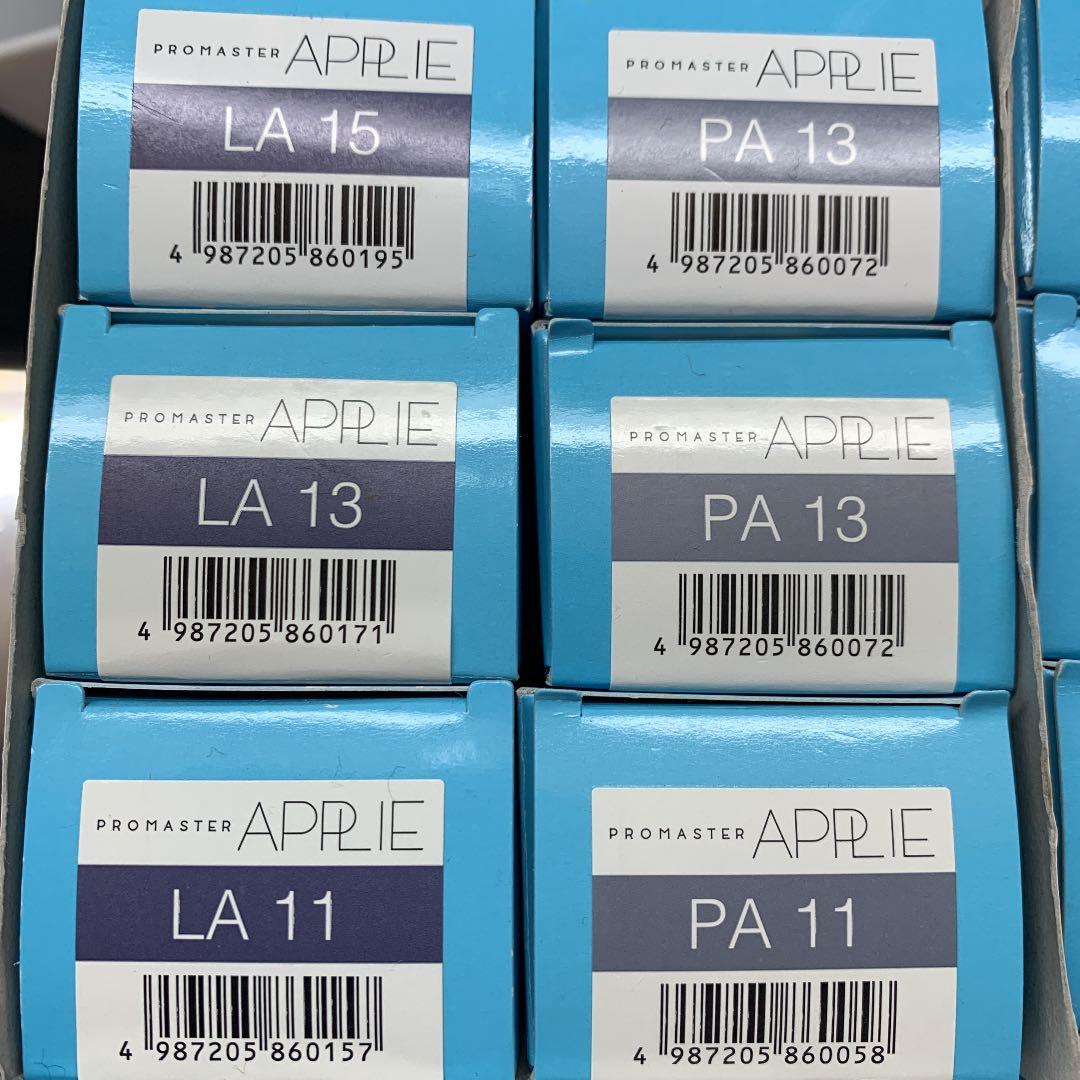 PROMASTER APPLIE
LA 15
4 987205 860195
PROMASTER APPLIE
PA 13
4 987205 860072
PROMASTER APPLIE
LA 13
4 987205 860171
PROMASTER APPLIE
PA 13
4 987205 860072
PROMASTER APPLIE
LA 11
4 987205 860157
PROMASTER APPLIE
PA 11
4 987205 860058